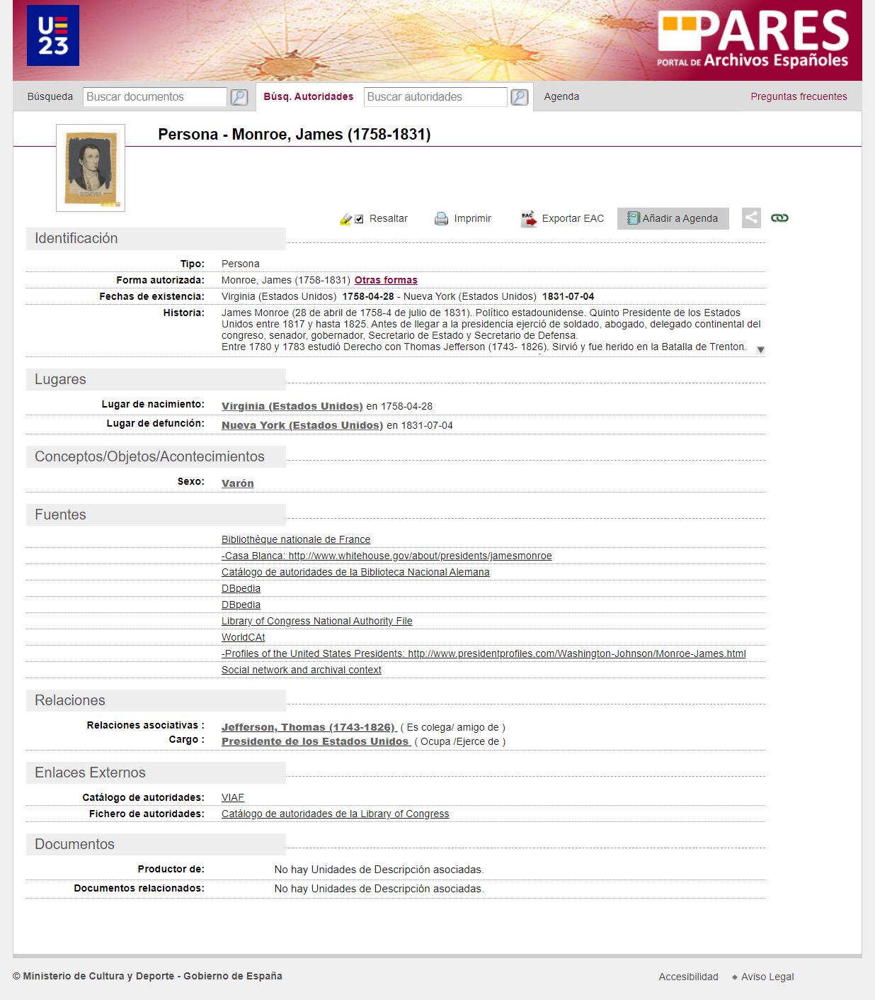 UE
23
PARES
PORTAL DE Archivos Españoles
Búsqueda Buscar documentos Búsq. Autoridades Buscar autoridades Agenda Preguntas frecuentes
Persona - Monroe, James (1758-1831)
Resaltar Imprimir EAC Exportar EAC Añadir a Agenda
Identificación
Tipo: Persona
Forma autorizada: Monroe, James (1758-1831) Otras formas
Fechas de existencia: Virginia (Estados Unidos) 1758-04-28 - Nueva York (Estados Unidos) 1831-07-04
Historia: James Monroe (28 de abril de 1758-4 de julio de 1831). Político estadounidense. Quinto Presidente de los Estados
Unidos entre 1817 y hasta 1825. Antes de llegar a la presidencia ejerció de soldado, abogado, delegado continental del
congreso, senador, gobernador, Secretario de Estado y Secretario de Defensa.
Entre 1780 y 1783 estudió Derecho con Thomas Jefferson (1743- 1826). Sirvió y fue herido en la Batalla de Trenton.
Lugares
Lugar de nacimiento: Virginia (Estados Unidos) en 1758-04-28
Lugar de defunción: Nueva York (Estados Unidos) en 1831-07-04
Conceptos/Objetos/Acontecimientos
Sexo: Varón
Fuentes
Bibliothèque nationale de France
-Casa Blanca: http://www.whitehouse.gov/about/presidents/jamesmonroe
Catálogo de autoridades de la Biblioteca Nacional Alemana
DBpedia
DBpedia
Library of Congress National Authority File
WorldCAt
-Profiles of the United States Presidents: http://www.presidentprofiles.com/Washington-Johnson/Monroe-James.html
Social network and archival context
Relaciones
Relaciones asociativas : Jefferson, Thomas (1743-1826) ( Es colega/ amigo de )
Cargo : Presidente de los Estados Unidos ( Ocupa /Ejerce de )
Enlaces Externos
Catálogo de autoridades: VIAF
Fichero de autoridades: Catálogo de autoridades de la Library of Congress
Documentos
Productor de: No hay Unidades de Descripción asociadas.
Documentos relacionados: No hay Unidades de Descripción asociadas.
© Ministerio de Cultura y Deporte - Gobierno de España Accesibilidad Aviso Legal